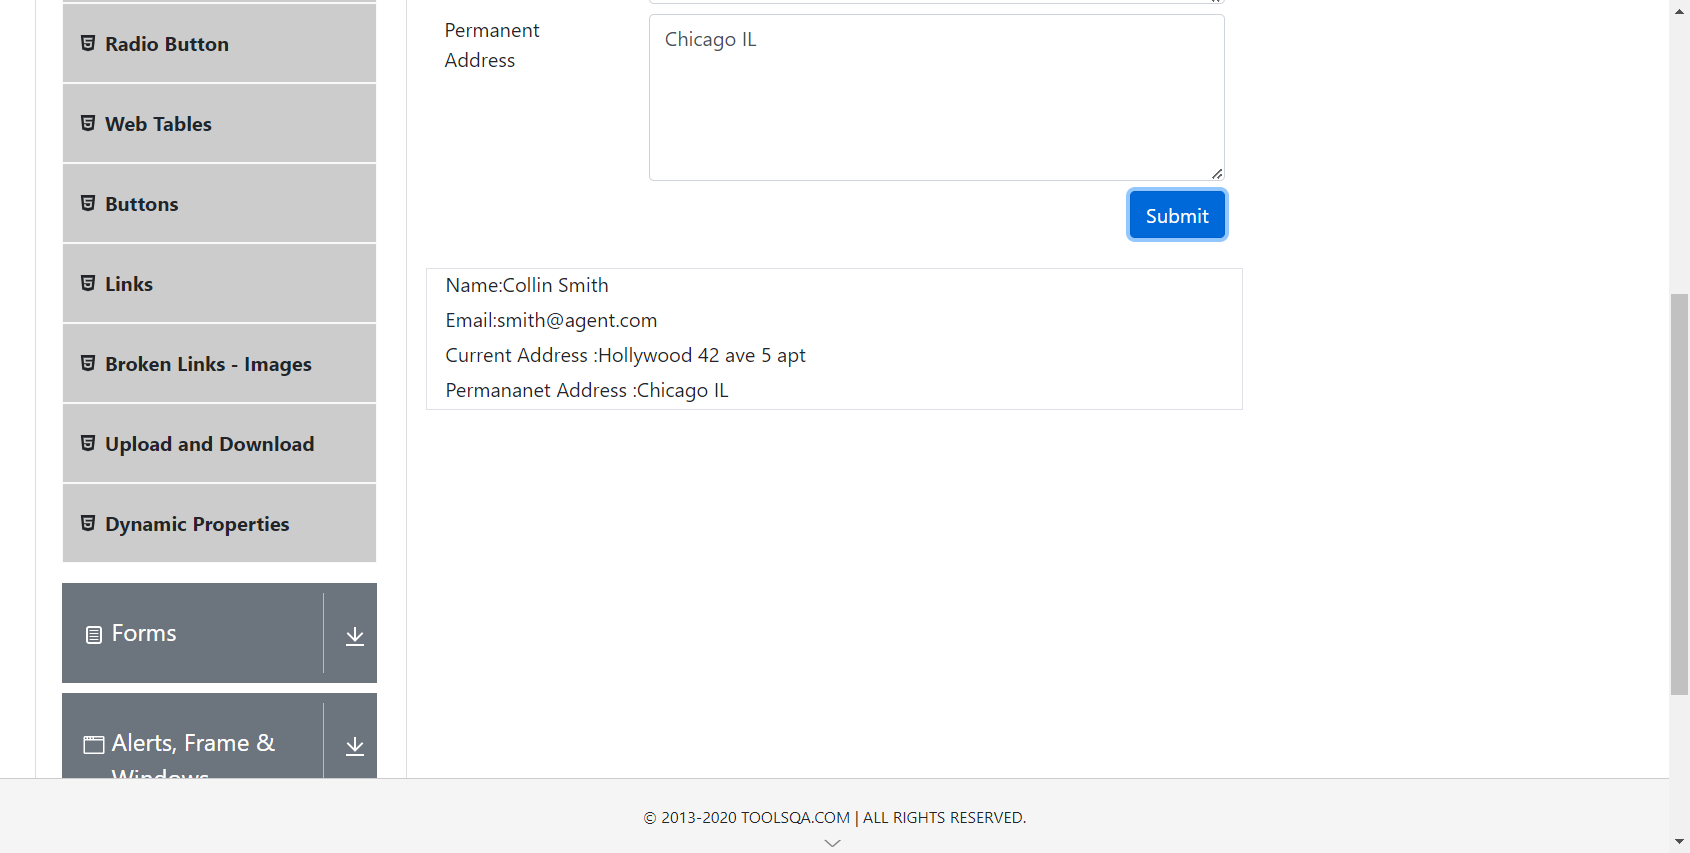 Radio Button
Web Tables
Buttons
Links
Broken Links - Images
Upload and Download
Dynamic Properties
Forms
Alerts, Frame &
Windows
Permanent
Address
Chicago IL
Submit
Name:Collin Smith
Email:smith@agent.com
Current Address :Hollywood 42 ave 5 apt
Permananet Address :Chicago IL
© 2013-2020 TOOLSQA.COM | ALL RIGHTS RESERVED.